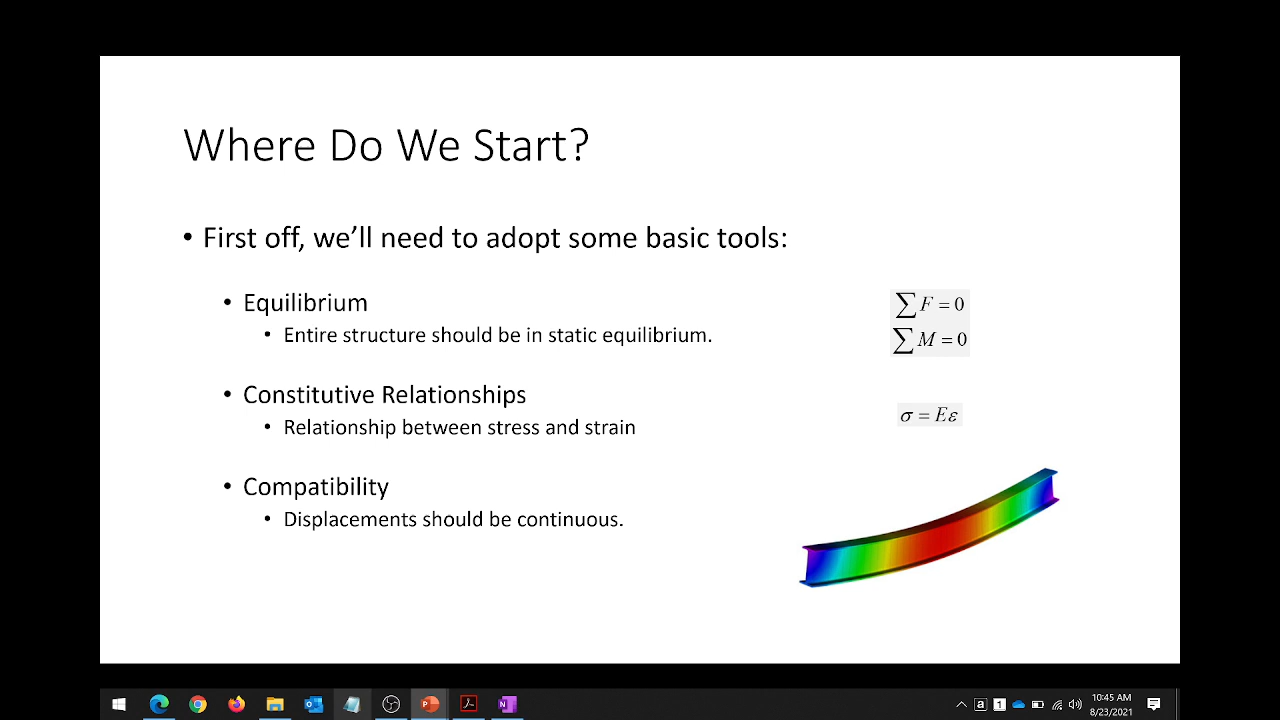 Where Do We Start?
• First off, we’ll need to adopt some basic tools:
• Equilibrium
• Entire structure should be in static equilibrium.
∑F = 0
∑M = 0
• Constitutive Relationships
• Relationship between stress and strain
σ = Eε
• Compatibility
• Displacements should be continuous.
10:45 AM
8/23/2021